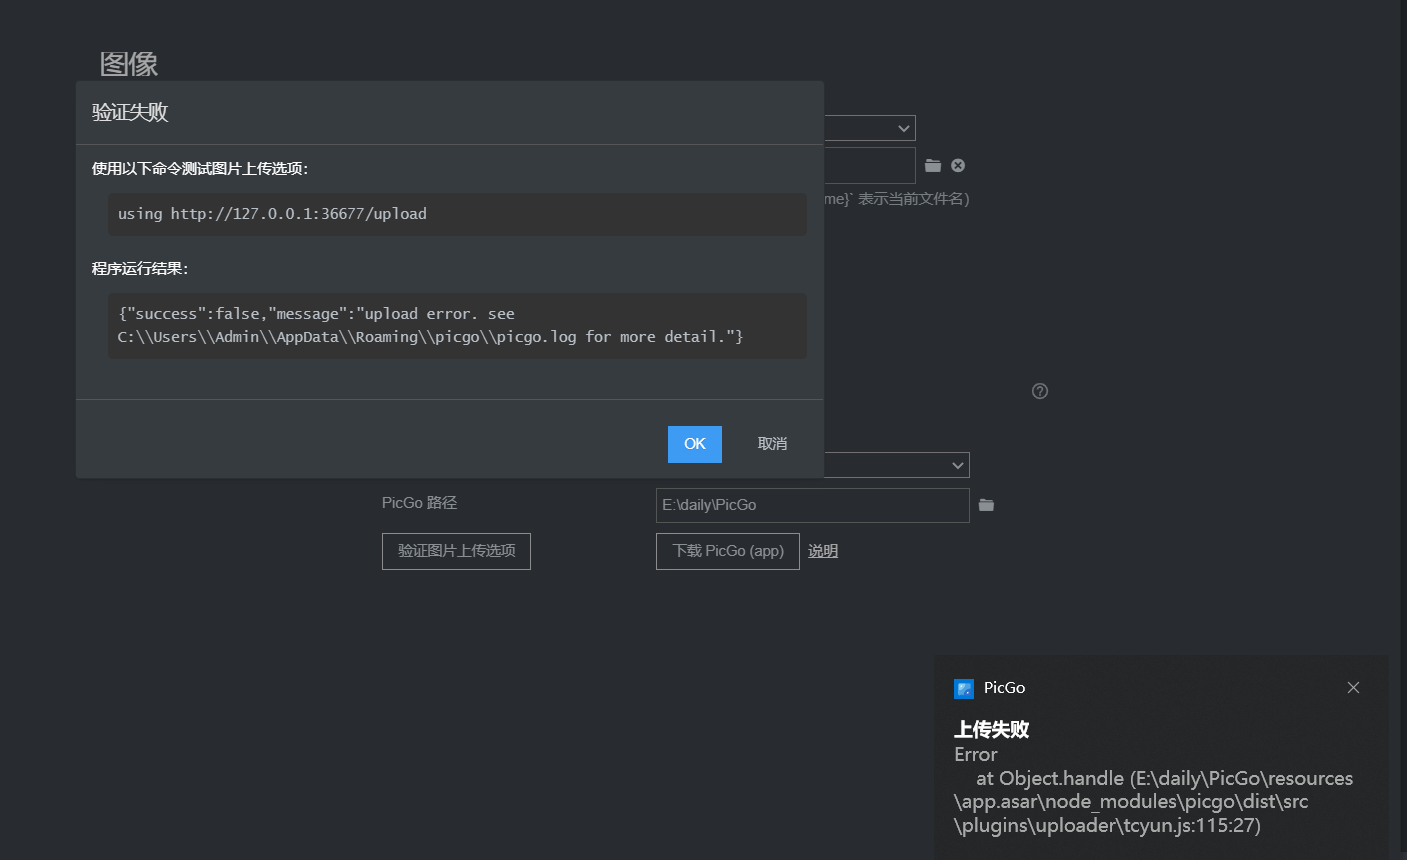 图像
验证失败
使用以下命令测试图片上传选项：
using http://127.0.0.1:36677/upload
me}` 表示当前文件名)
程序运行结果：
{"success":false,"message":"upload error. see
C:\\Users\\Admin\\AppData\\Roaming\\picgo\\picgo.log for more detail."}
OK
取消
PicGo 路径
E:\daily\PicGo
验证图片上传选项
下载 PicGo (app)
说明
PicGo
上传失败
Error
at Object.handle (E:\daily\PicGo\resources
\app.asar\node_modules\picgo\dist\src
\plugins\uploader\tcyun.js:115:27)